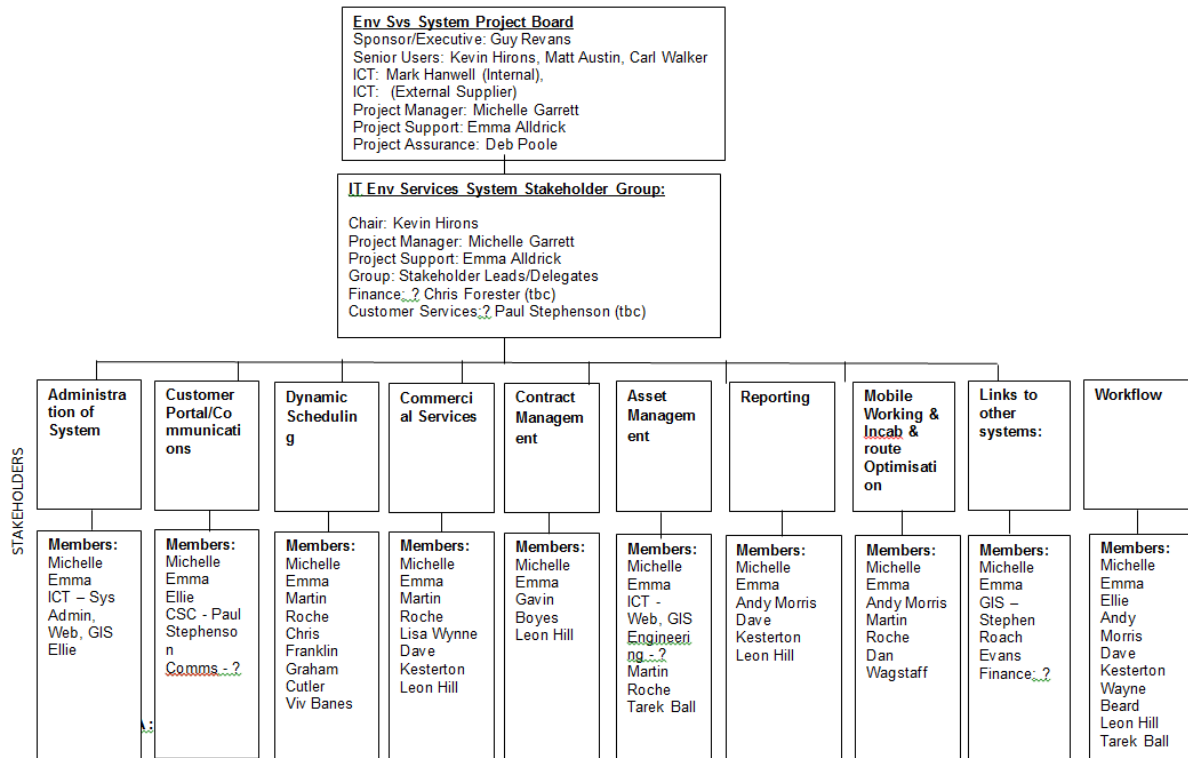 Env Svs System Project Board
Sponsor/Executive: Guy Revans
Senior Users: Kevin Hirons, Matt Austin, Carl Walker
ICT: Mark Hanwell (Internal),
ICT: (External Supplier)
Project Manager: Michelle Garrett
Project Support: Emma Alldrick
Project Assurance: Deb Poole
IT Env Services System Stakeholder Group:
Chair: Kevin Hirons
Project Manager: Michelle Garrett
Project Support: Emma Alldrick
Group: Stakeholder Leads/Delegates
Finance: ? Chris Forester (tbc)
Customer Services:? Paul Stephenson (tbc)
STAKEHOLDERS
Administra
tion of
System
Customer
Portal/Co
mmunicati
ons
Dynamic
Schedulin
g
Commerci
al Services
Contract
Managem
ent
Asset
Managem
ent
Reporting
Mobile
Working &
Incab &
route
Optimisati
on
Links to
other
systems:
Workflow
Members:
Michelle
Emma
ICT – Sys
Admin,
Web, GIS
Ellie
Members:
Michelle
Emma
Ellie
CSC - Paul
Stephenso
n
Comms - ?
Members:
Michelle
Emma
Martin
Roche
Chris
Franklin
Graham
Cutler
Viv Banes
Members:
Michelle
Emma
Martin
Roche
Lisa Wynne
Dave
Kesterton
Leon Hill
Members:
Michelle
Emma
Gavin
Boyes
Leon Hill
Members:
Michelle
Emma
ICT -
Web, GIS
Engineeri
ng - ?
Martin
Roche
Tarek Ball
Members:
Michelle
Emma
Andy Morris
Dave
Kesterton
Leon Hill
Members:
Michelle
Emma
Andy Morris
Martin
Roche
Dan
Wagstaff
Members:
Michelle
Emma
GIS –
Stephen
Roach
Evans
Finance: ?
Members:
Michelle
Emma
Ellie
Andy
Morris
Dave
Kesterton
Wayne
Beard
Leon Hill
Tarek Ball